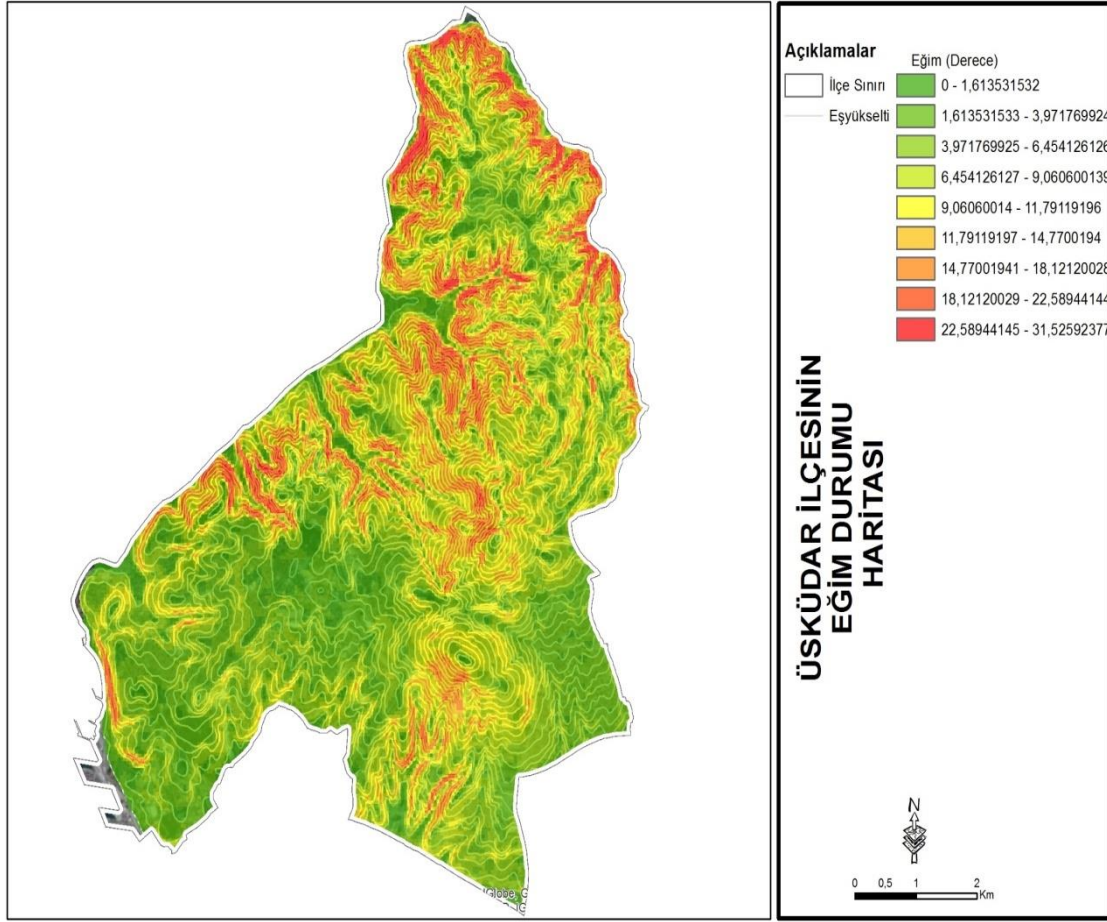 Açıklamalar
İlçe Sınırı
Eşyükselti
Eğim (Derece)
0 - 1,613531532
1,613531533 - 3,971769924
3,971769925 - 6,454126126
6,454126127 - 9,060600139
9,06060014 - 11,79119196
11,79119197 - 14,7700194
14,77001941 - 18,12120028
18,12120029 - 22,58944144
22,58944145 - 31,52592377
ÜSKÜDAR İLÇESİNİN
EĞİM DURUMU
HARİTASI
N
0 0,5 1 2
Km